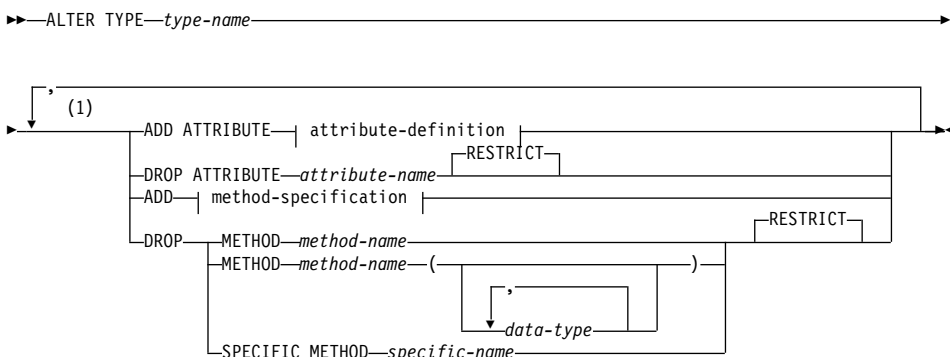 ALTER TYPE type-name
,
(1)
ADD ATTRIBUTE attribute-definition
RESTRICT
DROP ATTRIBUTE attribute-name
ADD method-specification
RESTRICT
DROP METHOD method-name
METHOD method-name ( )
,
data-type
SPECIFIC METHOD specific-name